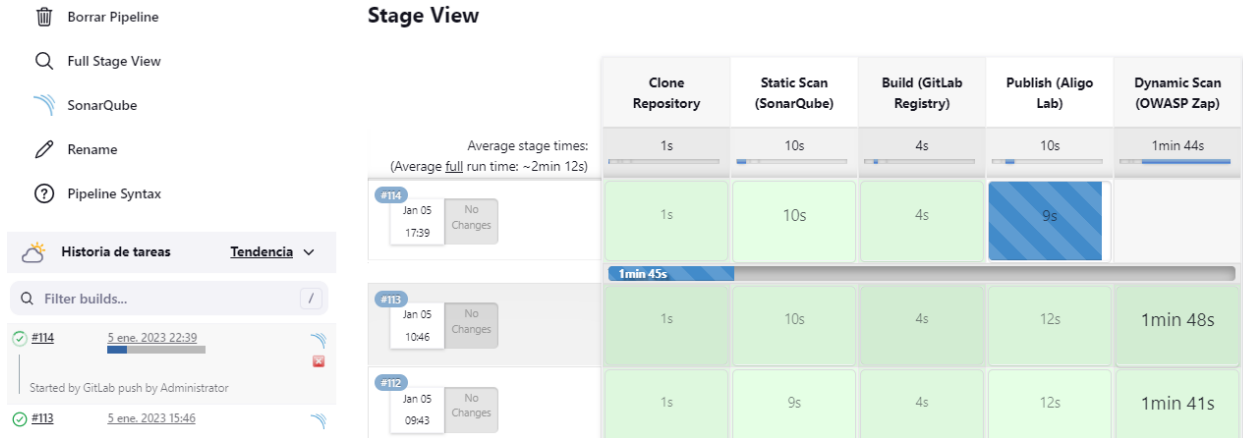 Borrar Pipeline
Full Stage View
SonarQube
Rename
Pipeline Syntax
Historia de tareas
Tendencia
Filter builds...
/
#114
5 ene. 2023 22:39
Started by GitLab push by Administrator
#113
5 ene. 2023 15:46
Stage View
Clone
Repository
Static Scan
(SonarQube)
Build (GitLab
Registry)
Publish (Aligo
Lab)
Dynamic Scan
(OWASP Zap)
Average stage times:
(Average full run time: ~2min 12s)
1s
10s
4s
10s
1min 44s
#114
Jan 05
17:39
No
Changes
1s
10s
4s
9s
1min 45s
#113
Jan 05
10:46
No
Changes
1s
10s
4s
12s
1min 48s
#112
Jan 05
09:43
No
Changes
1s
9s
4s
12s
1min 41s